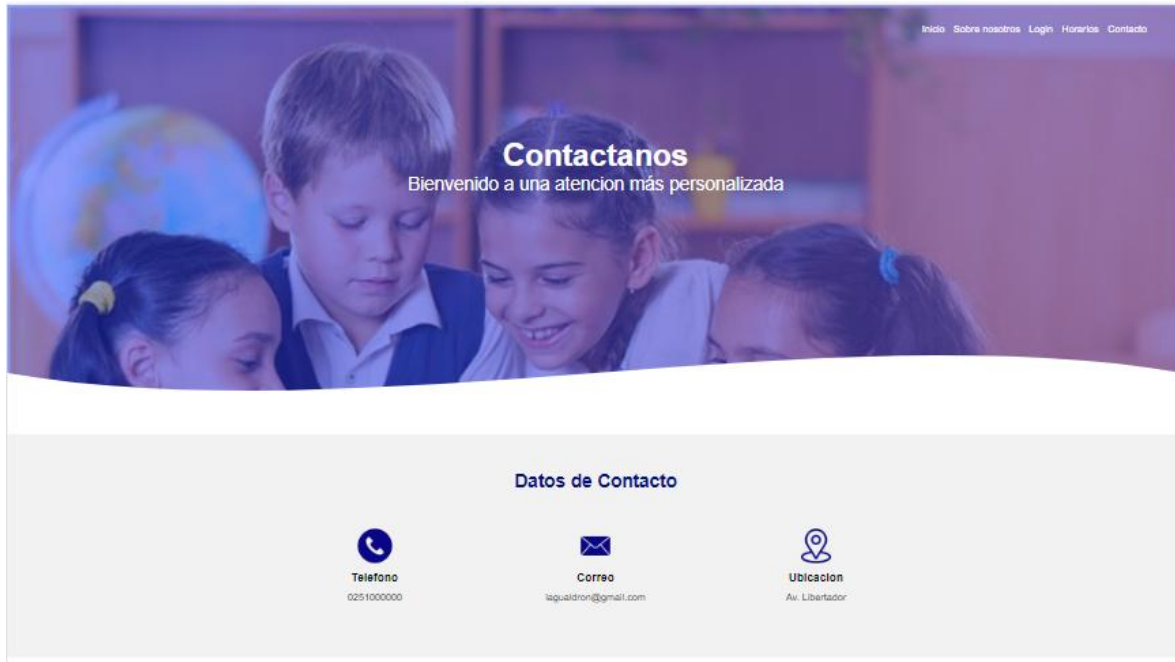 Inicio Sobre nosotros Login Horarios Contacto
Contactanos
Bienvenido a una atencion más personalizada
Datos de Contacto
Telefono Correo Ubicacion
0251000000 lagualdron@gmail.com Av. Libertador